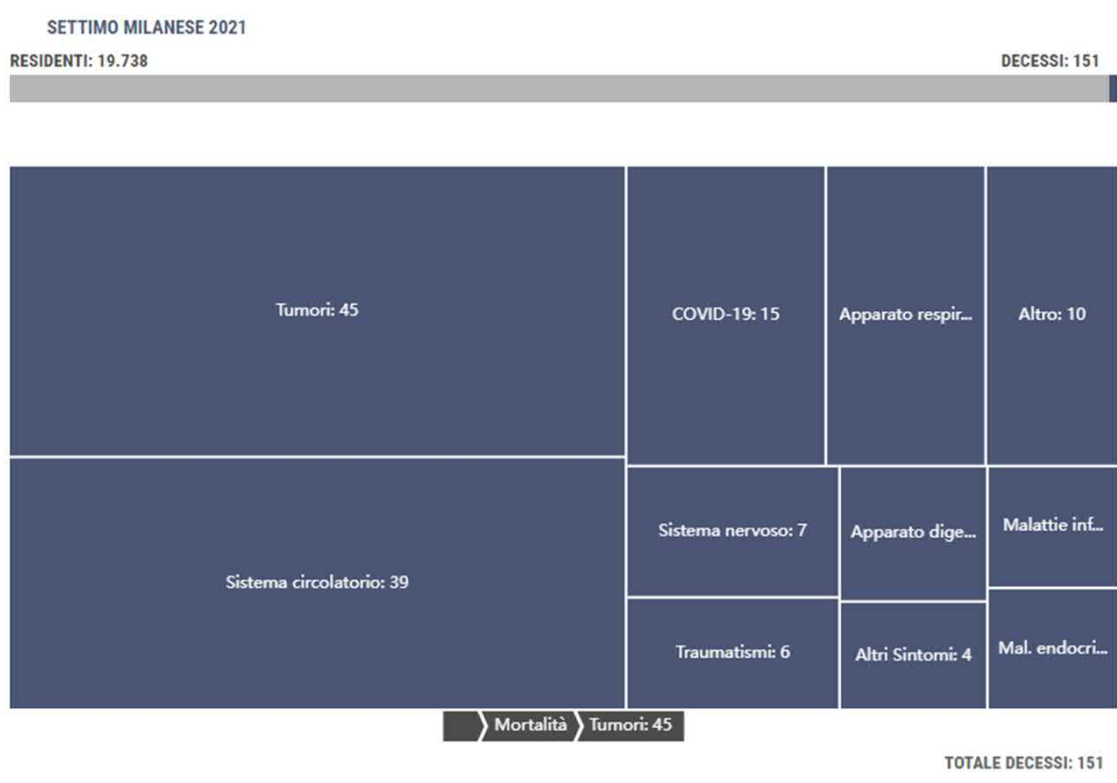 SETTIMO MILANESE 2021
RESIDENTI: 19.738
DECESSI: 151
Tumori: 45
COVID-19: 15
Apparato respir...
Altro: 10
Sistema circolatorio: 39
Sistema nervoso: 7
Apparato dige...
Malattie inf...
Traumatismi: 6
Altri Sintomi: 4
Mal. endocri...
Mortalità
Tumori: 45
TOTALE DECESSI: 151